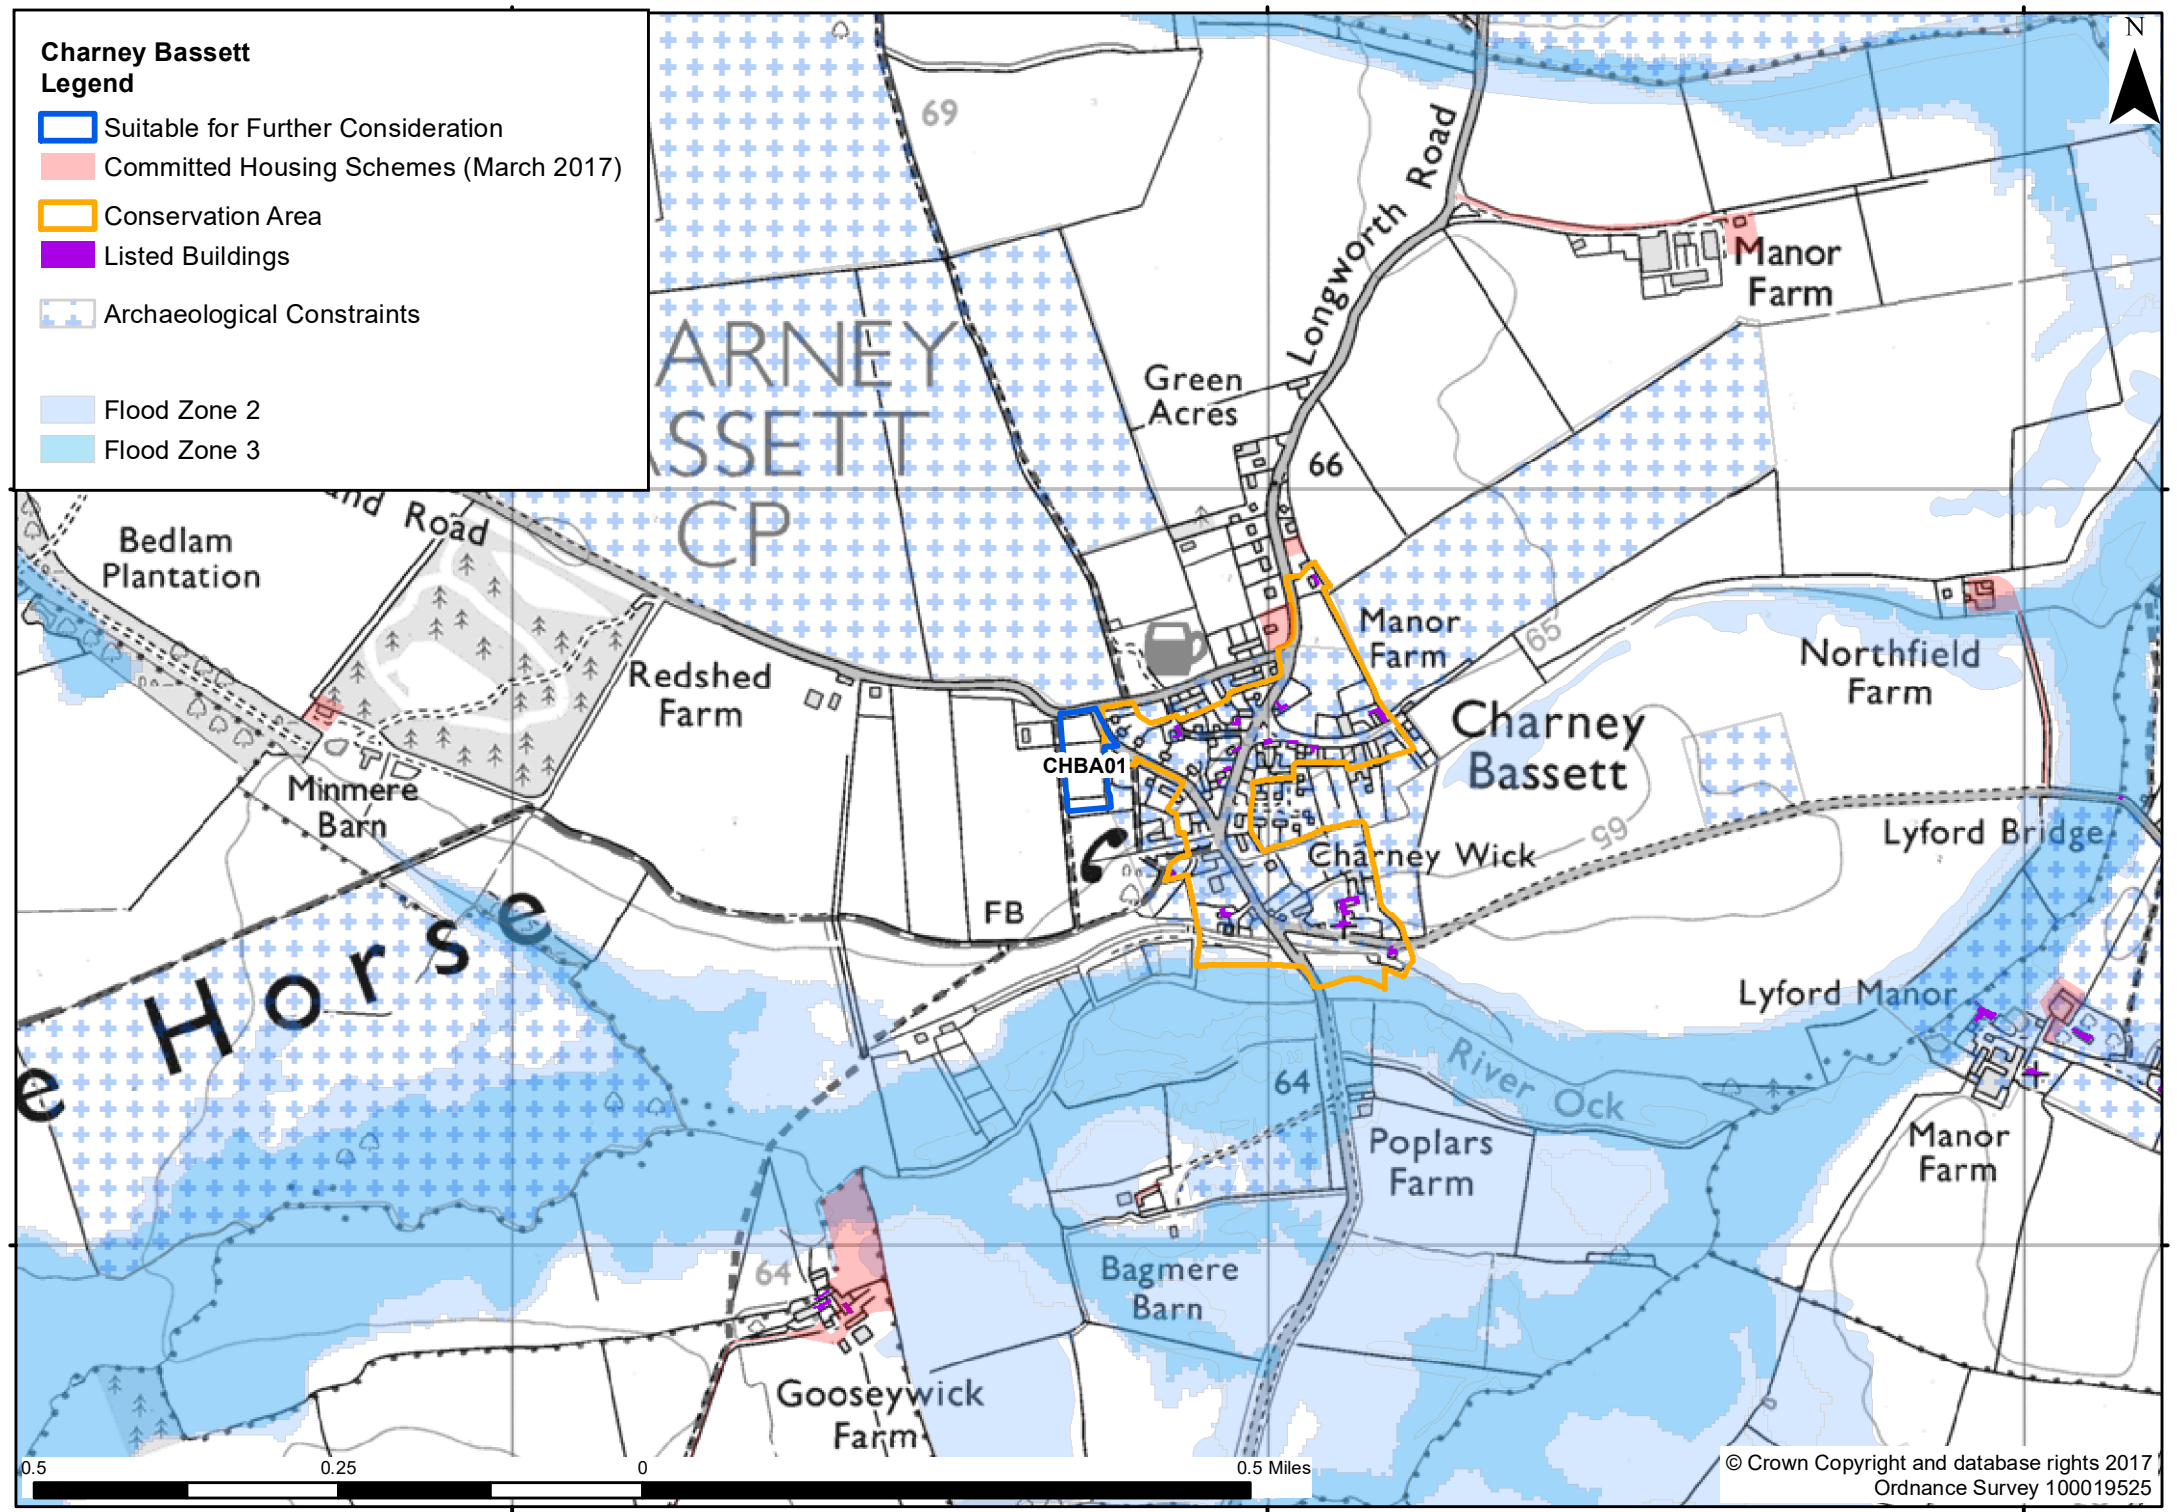 Charney Bassett
Legend
Suitable for Further Consideration
Committed Housing Schemes (March 2017)
Conservation Area
Listed Buildings
Archaeological Constraints
Flood Zone 2
Flood Zone 3
N
69
Longworth Road
Manor
Farm
ARNEY
ASSETT
CP
Green
Acres
66
and Road
Bedlam
Plantation
Redshed
Farm
Manor
Farm
65
Northfield
Farm
Charney
Bassett
CHBA01
Minmere
Barn
Lyford Bridge
65
Charney Wick
FB
e Horse
Lyford Manor
River Ock
64
Poplars
Farm
Manor
Farm
64
Bagmere
Barn
Gooseywick
Farm
0.5
0.25
0
0.5 Miles
© Crown Copyright and database rights 2017
Ordnance Survey 100019525